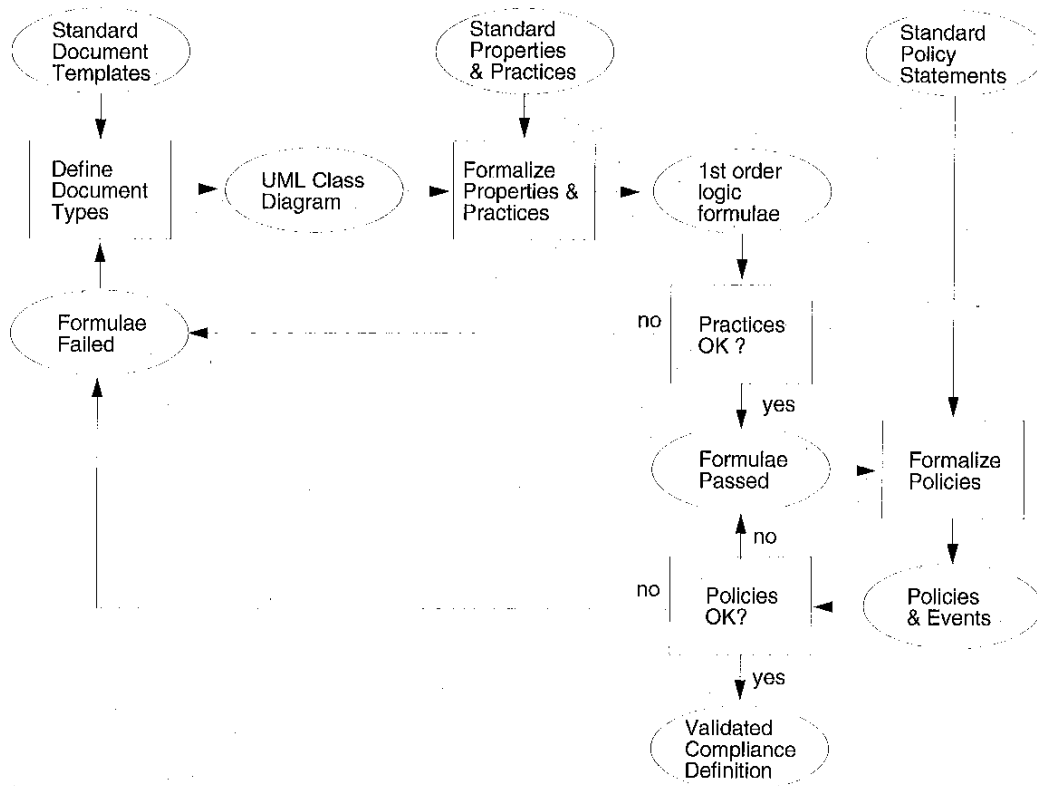 Standard
Document
Templates
Standard
Properties
& Practices
Standard
Policy
Statements
Define
Document
Types
UML Class
Diagram
Formalize
Properties &
Practices
1st order
logic
formulae
Formulae
Failed
no
Practices
OK ?
yes
Formulae
Passed
Formalize
Policies
no
no
Policies
OK?
Policies
& Events
yes
Validated
Compliance
Definition